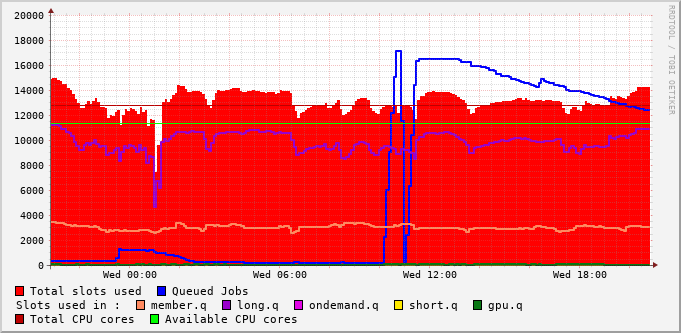 RRDTOOL / TOBI OETIKER
20000
18000
16000
14000
12000
10000
8000
6000
4000
2000
0
Wed 00:00 Wed 06:00 Wed 12:00 Wed 18:00
Total slots used Queued Jobs
Slots used in : member.q long.q ondemand.q short.q gpu.q
Total CPU cores Available CPU cores